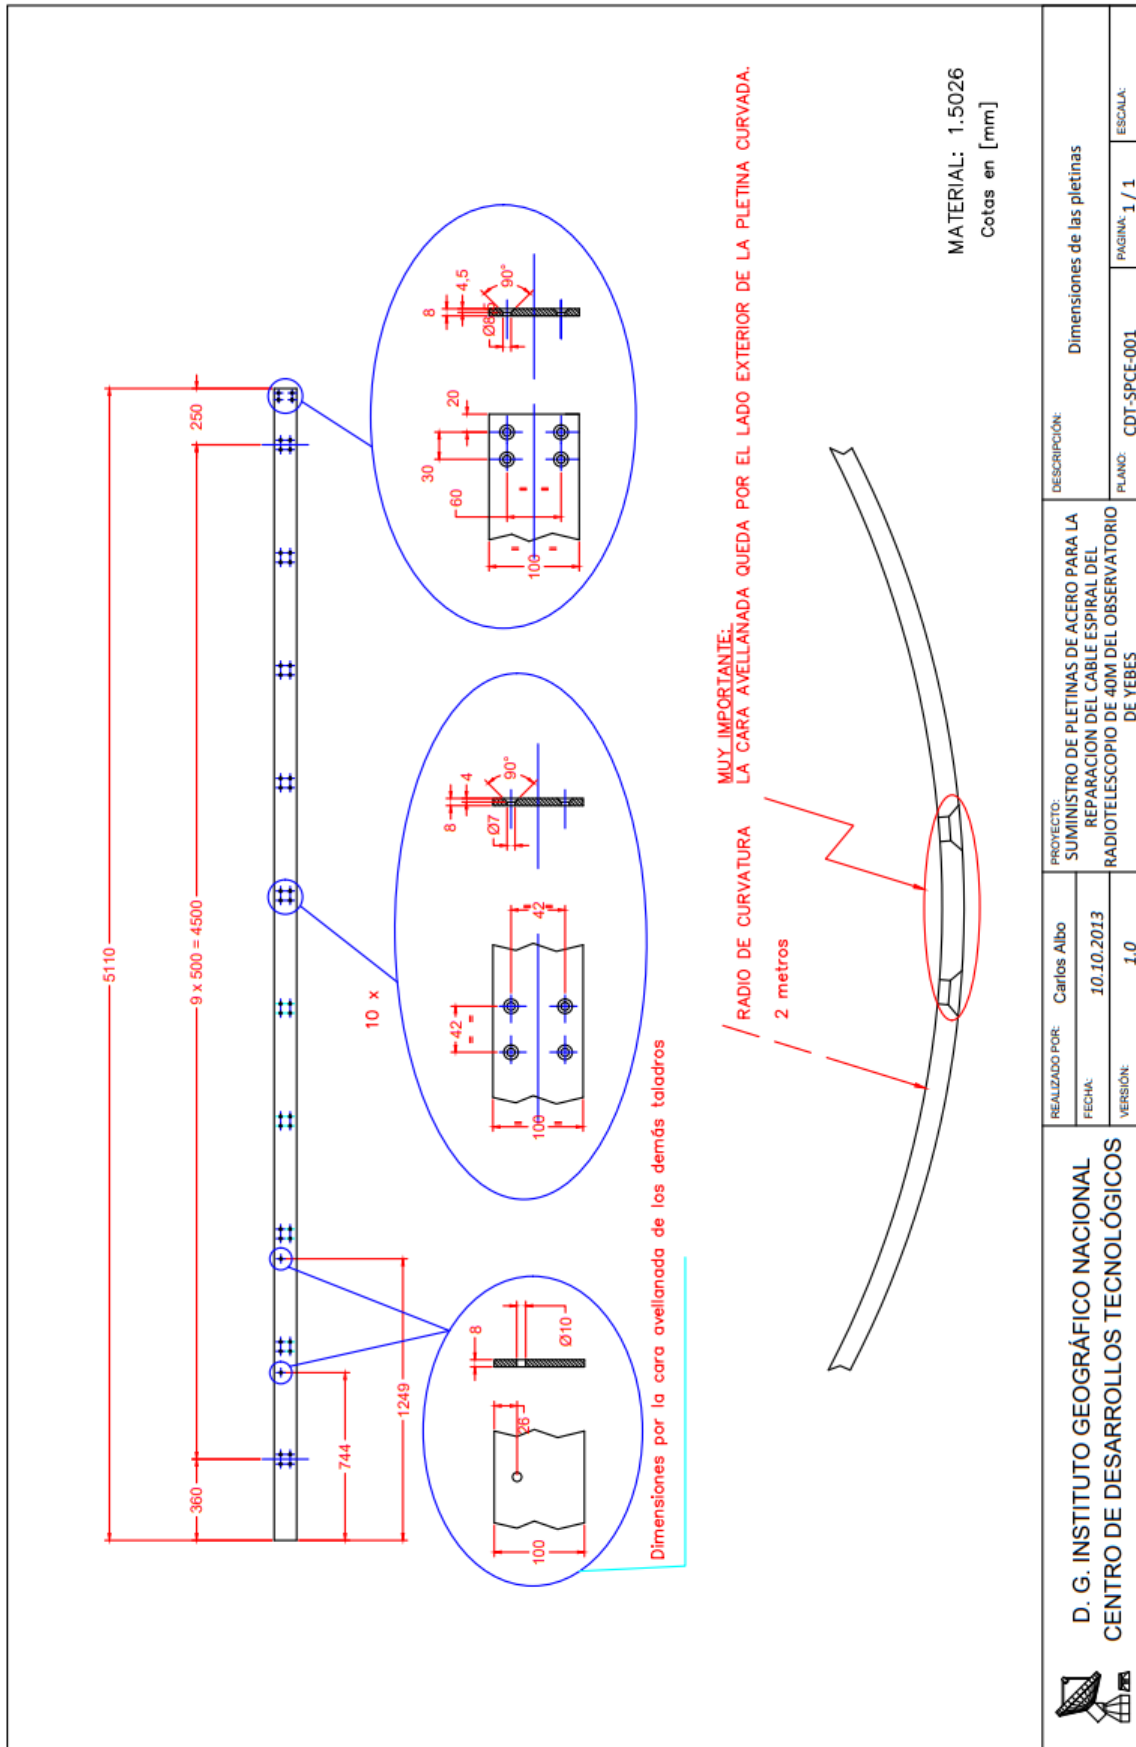 5110
360
9 x 500 = 4500
250
744
1249
10 x
100
26
8
Ø10
100
42
= =
42
= =
= =
8
4
Ø7
90°
100
60
30
20
= =
= =
8
4,5
90°
Dimensiones por la cara avellanada de los demás taladros
MUY IMPORTANTE:
LA CARA AVELLANADA QUEDA POR EL LADO EXTERIOR DE LA PLETINA CURVADA.
RADIO DE CURVATURA
2 metros
MATERIAL: 1.5026
Cotas en [mm]
D. G. INSTITUTO GEOGRÁFICO NACIONAL
CENTRO DE DESARROLLOS TECNOLÓGICOS
REALIZADO POR: Carlos Albo
FECHA: 10.10.2013
VERSIÓN: 1.0
PROYECTO:
SUMINISTRO DE PLETINAS DE ACERO PARA LA
REPARACION DEL CABLE ESPIRAL DEL
RADIOTELESCOPIO DE 40M DEL OBSERVATORIO
DE YEBES
DESCRIPCIÓN:
Dimensiones de las pletinas
PLANO: CDT-SPCE-001
PAGINA: 1 / 1
ESCALA: